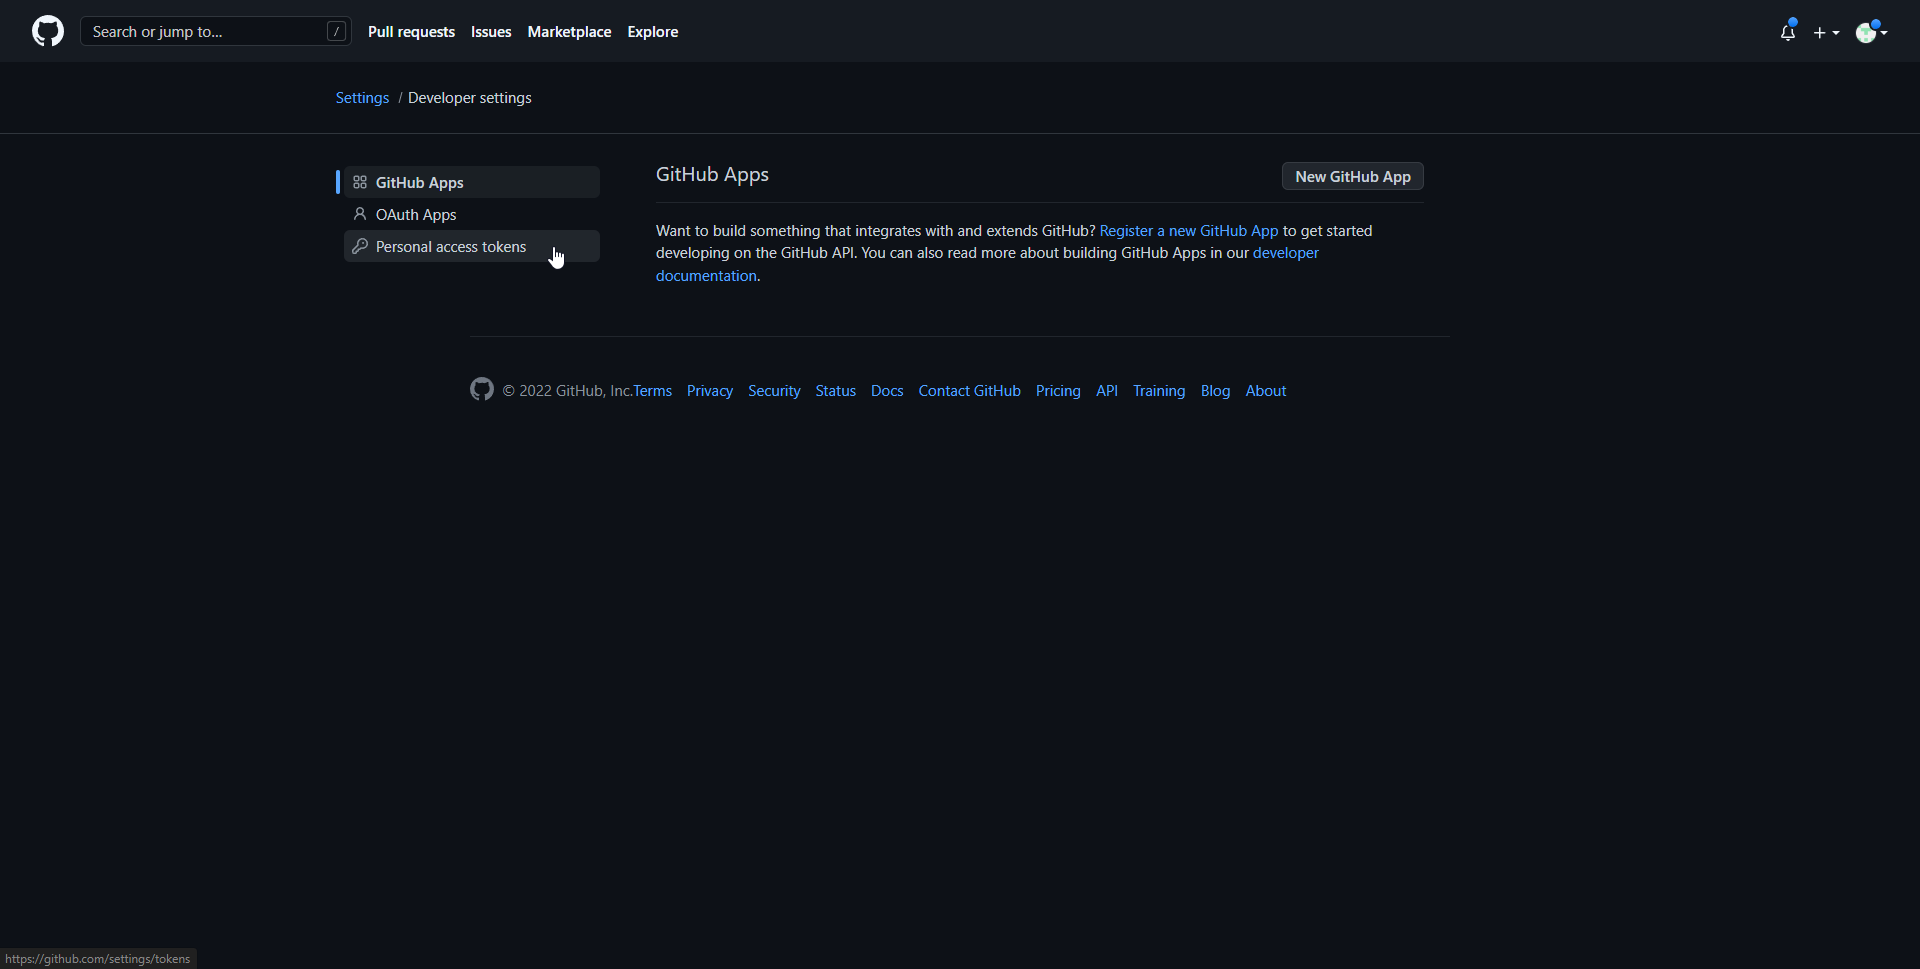 Search or jump to... /
Pull requests Issues Marketplace Explore
Settings / Developer settings
GitHub Apps
OAuth Apps
Personal access tokens
GitHub Apps
New GitHub App
Want to build something that integrates with and extends GitHub? Register a new GitHub App to get started
developing on the GitHub API. You can also read more about building GitHub Apps in our developer
documentation.
© 2022 GitHub, Inc.Terms Privacy Security Status Docs Contact GitHub Pricing API Training Blog About
https://github.com/settings/tokens